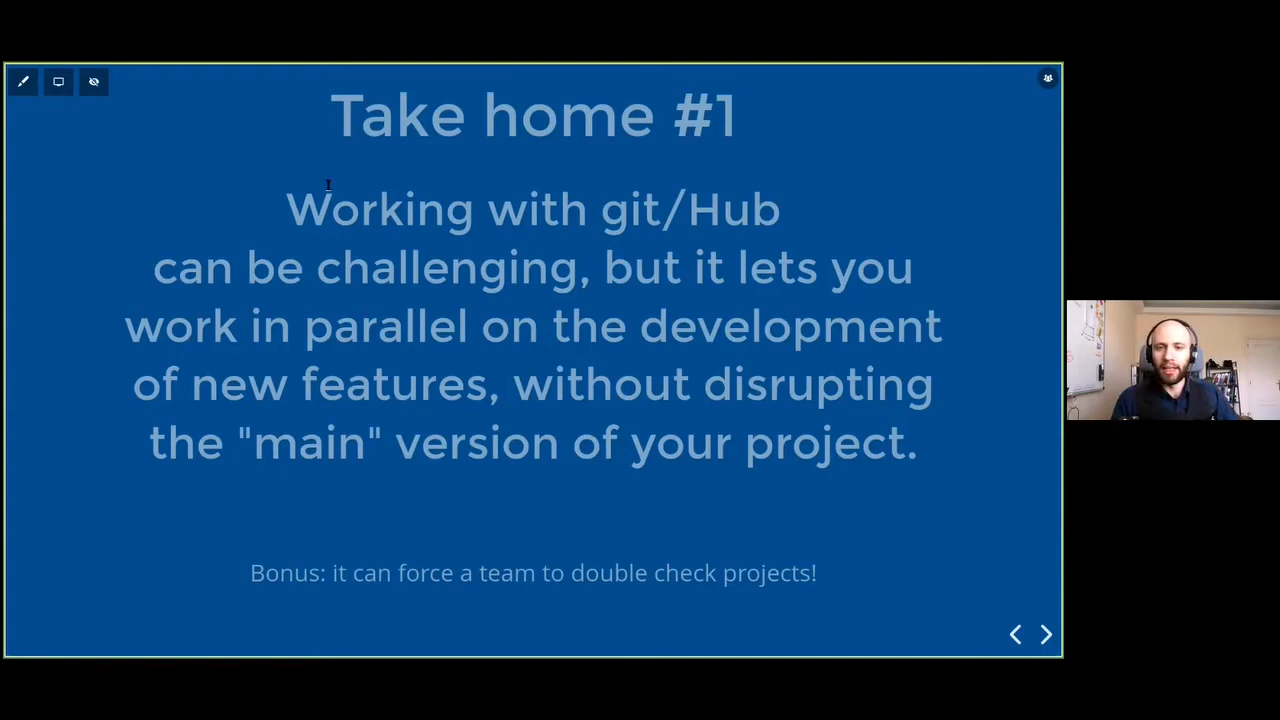 Take home #1
Working with git/Hub
can be challenging, but it lets you
work in parallel on the development
of new features, without disrupting
the "main" version of your project.
Bonus: it can force a team to double check projects!